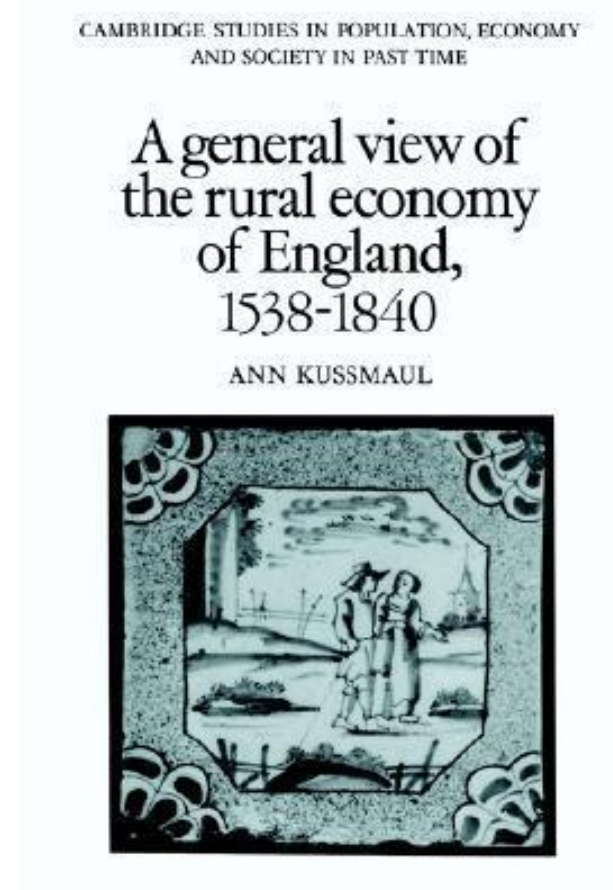 CAMBRIDGE STUDIES IN POPULATION, ECONOMY
AND SOCIETY IN PAST TIME
A general view of
the rural economy
of England,
1538-1840
ANN KUSSMAUL